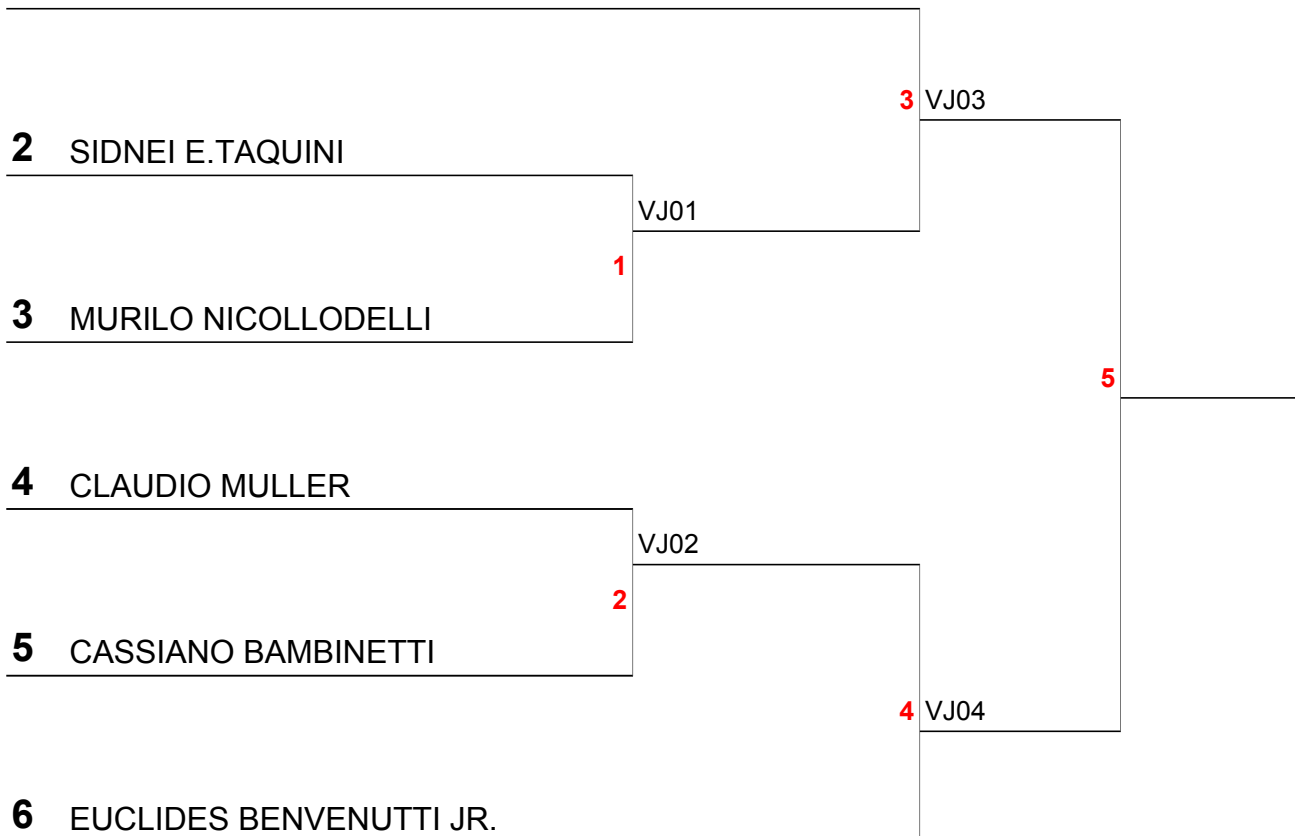 3 VJ03
2 SIDNEI E.TAQUINI
VJ01
1
3 MURILO NICOLLODELLI
5
4 CLAUDIO MULLER
VJ02
2
5 CASSIANO BAMBINETTI
4 VJ04
6 EUCLIDES BENVENUTTI JR.